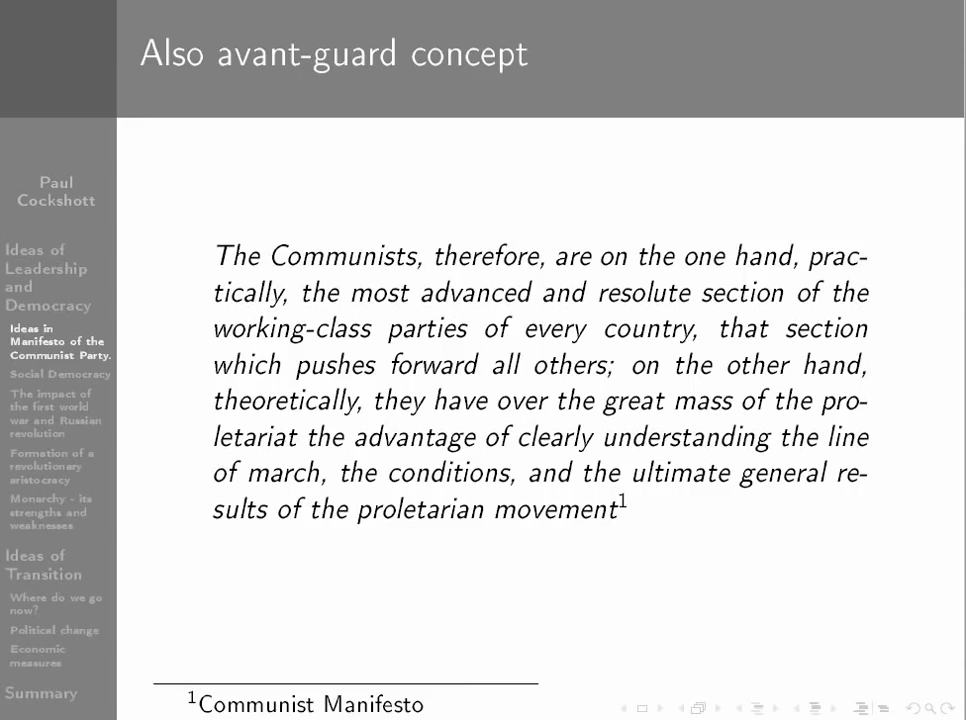 Also avant-guard concept
Paul
Cockshott
Ideas of
Leadership
and
Democracy
Ideas in
Manifesto of the
Communist Party.
Social Democracy
The impact of
the first world
war and Russian
revolution
Formation of a
revolutionary
aristocracy
Monarchy - its
strengths and
weaknesses
Ideas of
Transition
Where do we go
now?
Political change
Economic
measures
Summary
The Communists, therefore, are on the one hand, prac-
tically, the most advanced and resolute section of the
working-class parties of every country, that section
which pushes forward all others; on the other hand,
theoretically, they have over the great mass of the pro-
letariat the advantage of clearly understanding the line
of march, the conditions, and the ultimate general re-
sults of the proletarian movement¹
¹Communist Manifesto